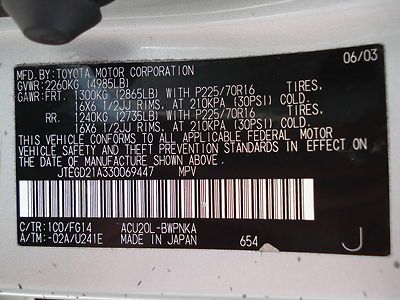 06/03
MFD. BY: TOYOTA MOTOR CORPORATION
GVWR: 2260KG (4985LB)
GAWR: FRT. 1300KG (2865LB) WITH P225/70R16 TIRES,
16X6 1/2JJ RIMS, AT 210KPA (30PSI) COLD.
RR. 1240KG (2735LB) WITH P225/70R16 TIRES,
16X6 1/2JJ RIMS, AT 210KPA (30PSI) COLD.
THIS VEHICLE CONFORMS TO ALL APPLICABLE FEDERAL MOTOR
VEHICLE SAFETY STANDARDS IN EFFECT ON THE
DATE OF MANUFACTURE SHOWN ABOVE.
JTEGD21A330069447 MPV
C/TR: 1C0/FG14 ACU20L-BWPNKA
A/TM: -02A/U241E MADE IN JAPAN 654 J